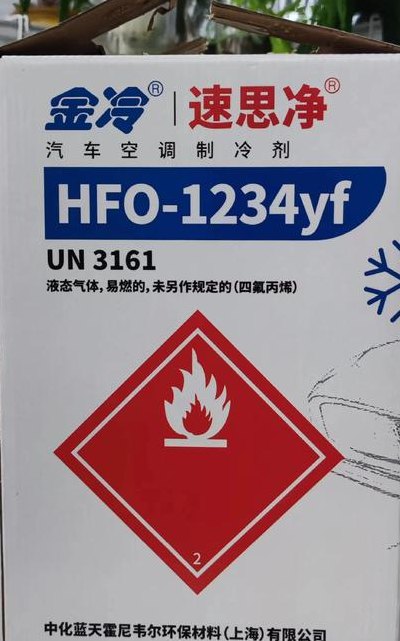 金冷® | 速思净®
汽车空调制冷剂
HFO-1234yf
UN 3161
液态气体,易燃的,未另作规定的(四氟丙烯)
2
中化蓝天霍尼韦尔环保材料(上海)有限公司